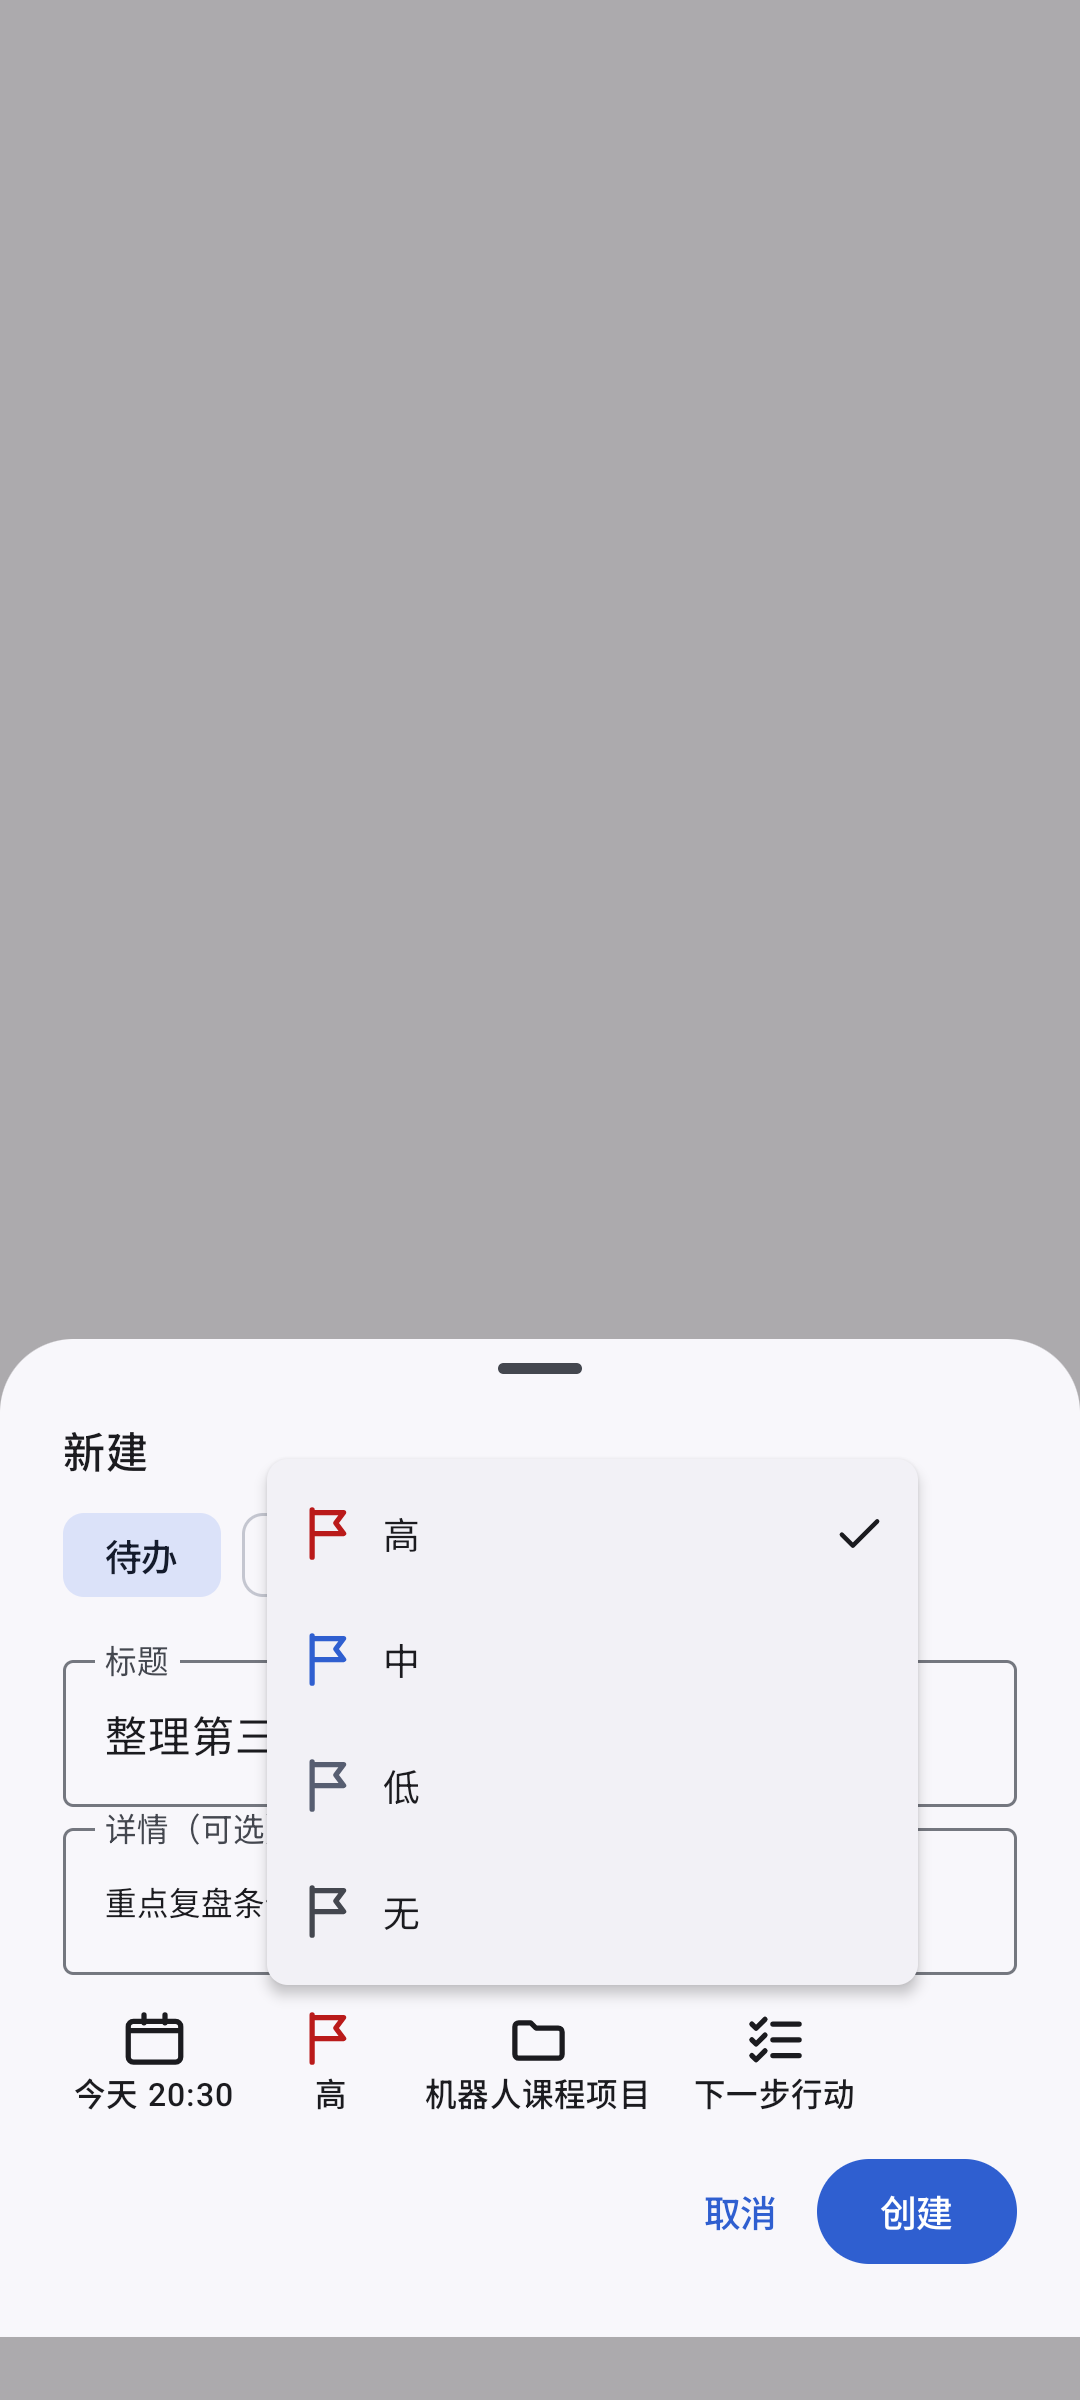 新建
待办
标题
整理第三
详情（可选
重点复盘条
高
中
低
无
今天 20:30
高
机器人课程项目
下一步行动
取消
创建